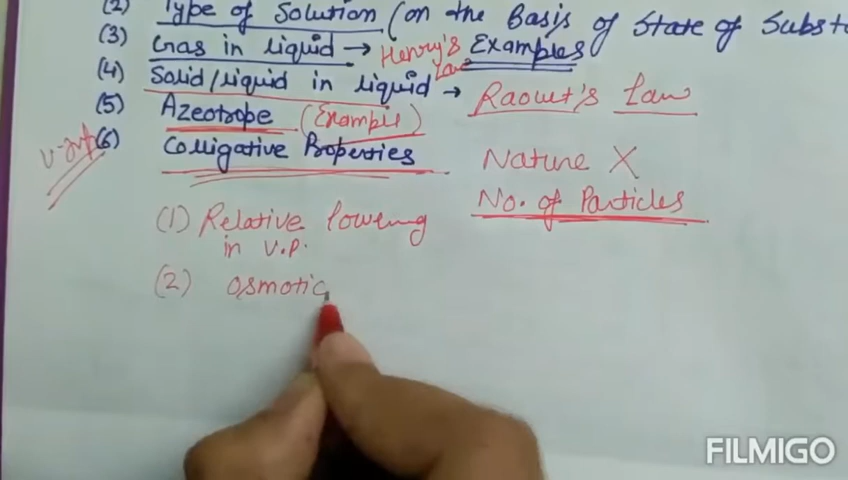 (2) Type of Solution (on the Basis of State of Subst
(3) Gas in liquid → Henry's Law Examples
(4) Solid/liquid in liquid → Raoult's Law
(5) Azeotrope (Example)
v-imp (6) Colligative Properties Nature X
No. of Particles
(1) Relative lowering
in V.P.
(2) osmotic
FILMIGO